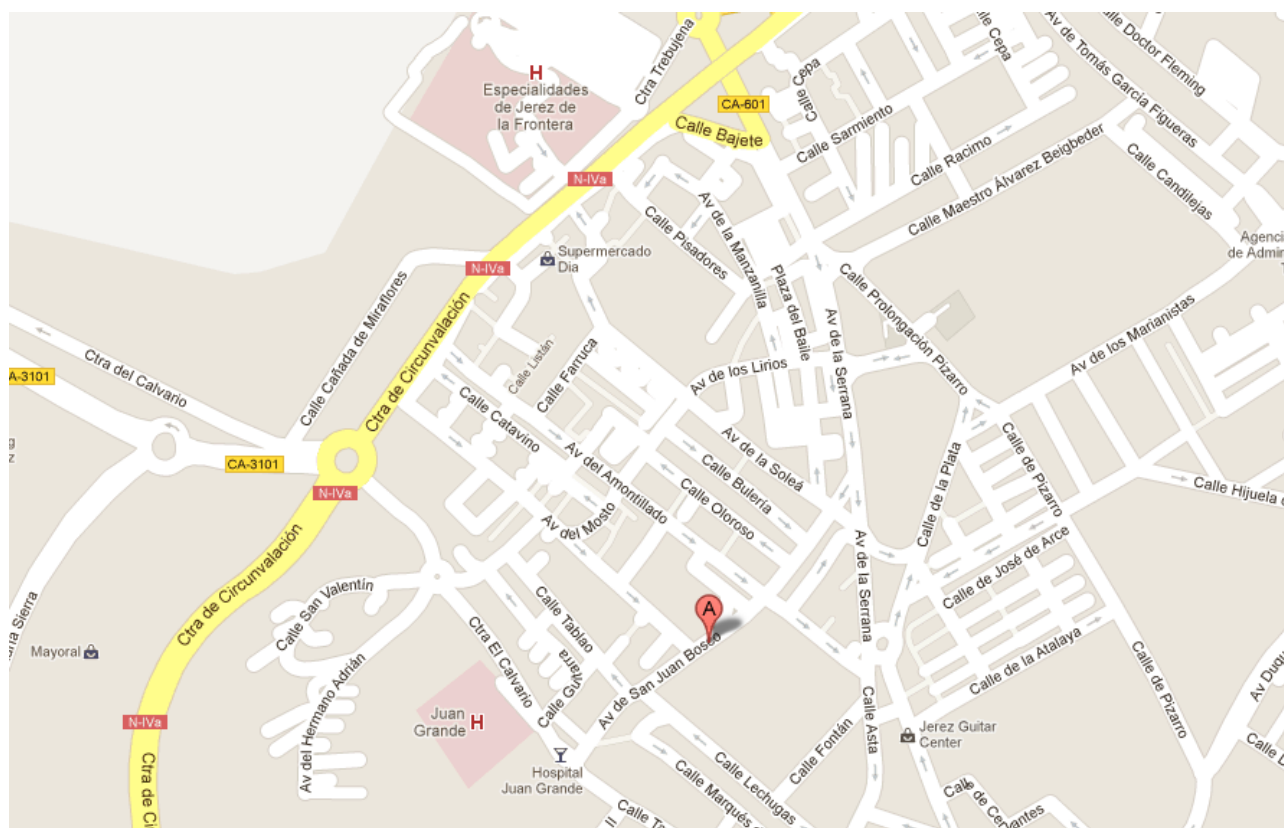 H
Especialidades
de Jerez de
la Frontera
Ctra Trebujena
CA-601
Calle Bajete
Calle Cepa
Calle Sarmiento
Calle Cepa
Av de Tomás García Figueras
Calle Doctor Fleming
Calle Racimo
Calle Maestro Álvarez Beigbeder
Calle Candilejas
Agencia
de Admin
N-IVa
Calle Pisadores
Av de la Manzanilla
Plaza del Baile
Supermercado
Dia
N-IVa
Calle Cañada de Miraflores
Ctra de Circunvalación
Calle Listán
Calle Farruca
Av de los Lirios
Av de la Serrana
Calle Prolongación Pizarro
Av de los Marianistas
Ctra del Calvario
A-3101
CA-3101
N-IVa
Calle Catavino
Av del Amontillado
Av de la Soleá
Calle Bulería
Calle Oloroso
Av del Mosto
Calle de la Plata
Calle de Pizarro
Calle Hijuela
Calle de José de Arce
Av de la Serrana
Ctra de Circunvalación
Calle San Valentín
Mayoral
Sierra
Av del Hermano Adrián
Ctra El Calvario
Calle Tablao
Calle Guitarra
A
Av de San Juan Bosco
Calle de la Atalaya
Calle de Pizarro
Juan
Grande
H
N-IVa
Calle Fontán
Calle Asta
Jerez Guitar
Center
Hospital
Juan Grande
Calle Lechugas
Calle Marqués
Calle de Cervantes
Ctra de Ci